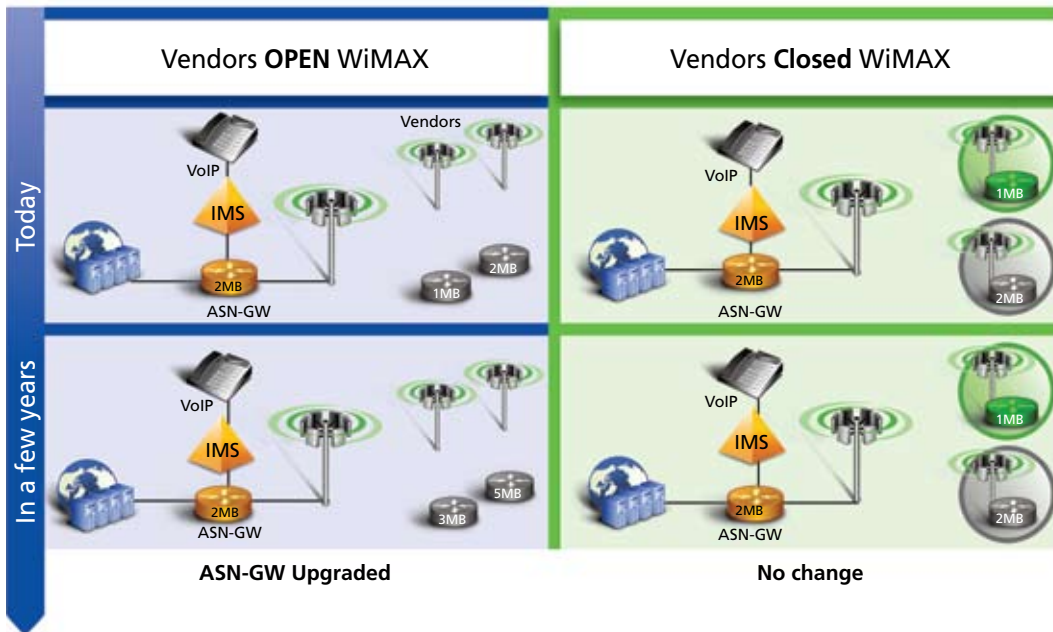 Vendors OPEN WiMAX
Vendors Closed WiMAX
Today
VoIP
IMS
2MB
ASN-GW
Vendors
1MB
2MB
VoIP
IMS
2MB
ASN-GW
1MB
2MB
In a few years
VoIP
IMS
2MB
ASN-GW
3MB
5MB
VoIP
IMS
2MB
ASN-GW
1MB
2MB
ASN-GW Upgraded
No change